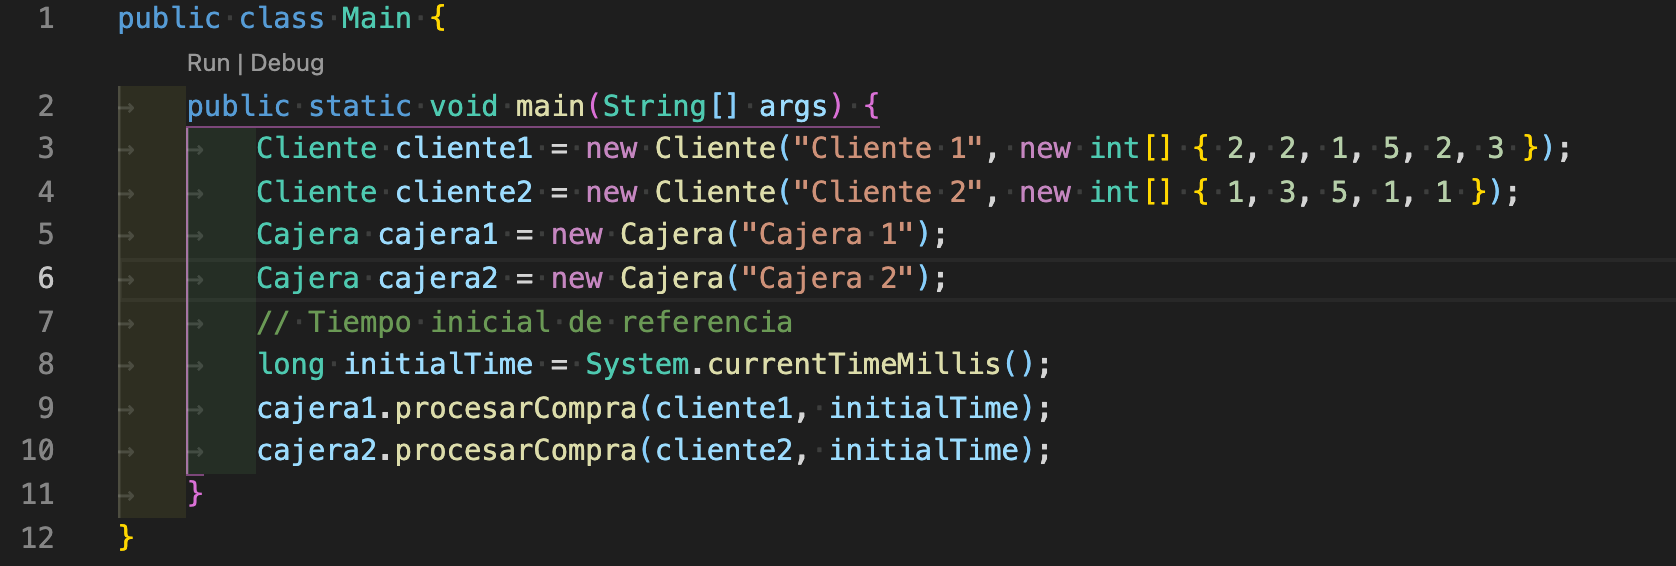 1 public class Main {
Run | Debug
2 public static void main(String[] args) {
3 Cliente cliente1 = new Cliente("Cliente 1", new int[] { 2, 2, 1, 5, 2, 3 });
4 Cliente cliente2 = new Cliente("Cliente 2", new int[] { 1, 3, 5, 1, 1 });
5 Cajera cajera1 = new Cajera("Cajera 1");
6 Cajera cajera2 = new Cajera("Cajera 2");
7 // Tiempo inicial de referencia
8 long initialTime = System.currentTimeMillis();
9 cajera1.procesarCompra(cliente1, initialTime);
10 cajera2.procesarCompra(cliente2, initialTime);
11 }
12 }